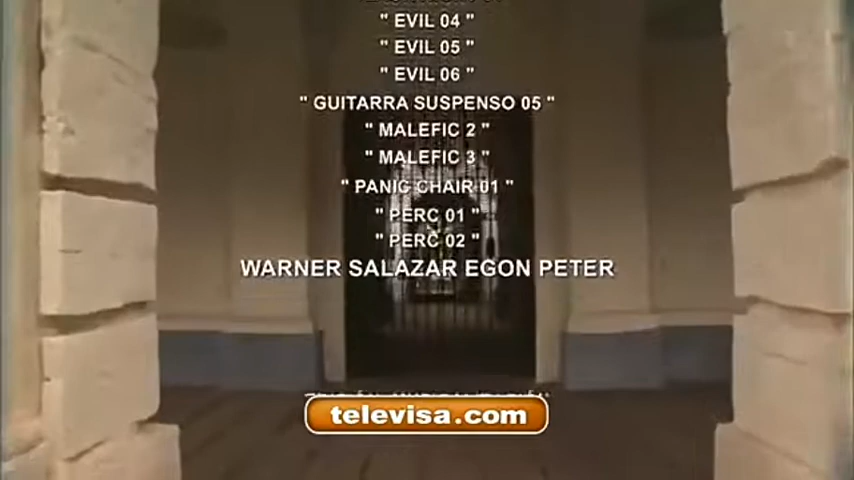 " EVIL 04 "
" EVIL 05 "
" EVIL 06 "
" GUITARRA SUSPENSO 05 "
" MALEFIC 2 "
" MALEFIC 3 "
" PANIC CHAIR 01 "
" PERC 01 "
" PERC 02 "
WARNER SALAZAR EGON PETER
televisa.com